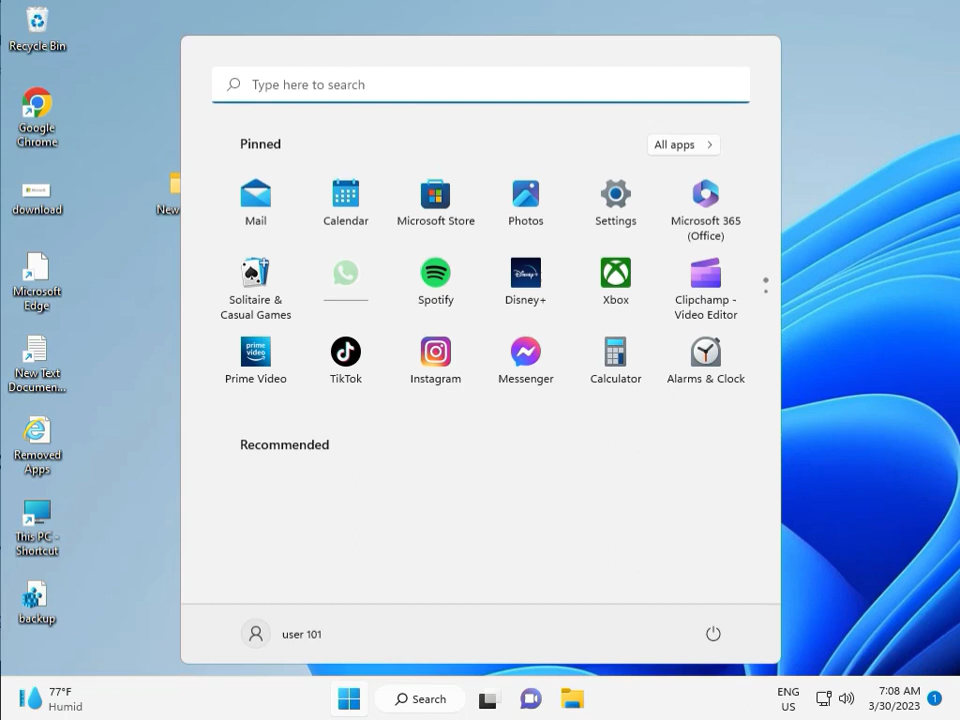 Recycle Bin
Google
Chrome
download
New
Microsoft
Edge
New Text
Documen...
Removed
Apps
This PC -
Shortcut
backup
Type here to search
Pinned
All apps
Mail
Calendar
Microsoft Store
Photos
Settings
Microsoft 365
(Office)
Solitaire &
Casual Games
Spotify
Disney+
Disney+
Xbox
Clipchamp -
Video Editor
prime
video
Prime Video
TikTok
Instagram
Messenger
Calculator
Alarms & Clock
Recommended
user 101
77°F
Humid
Search
ENG
US
7:08 AM
3/30/2023
1